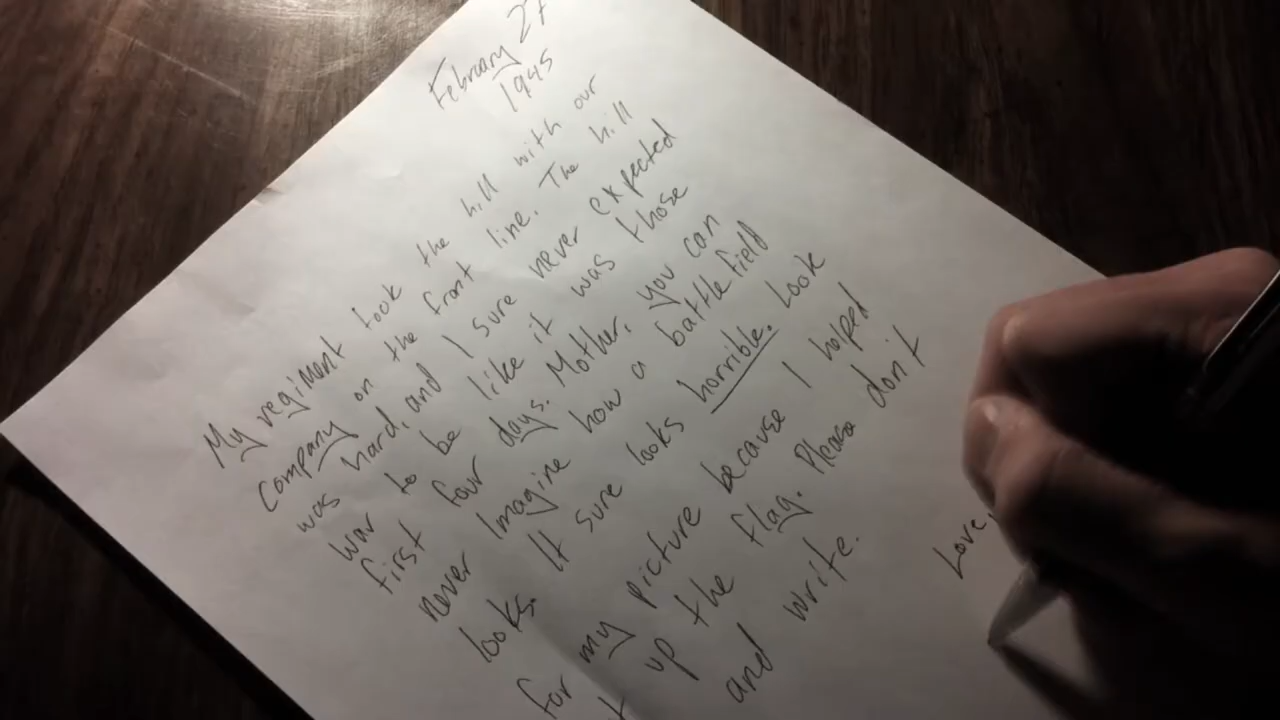 February 27
1945
My regiment took the hill with our
company on the front line. The hill
was hard, and I sure never expected
war to be like it was those
first four days. Mother, you can
never imagine how a battlefield
looks. It sure looks horrible. Look
for my picture because I helped
up the flag. Please don't
and write.
Love,